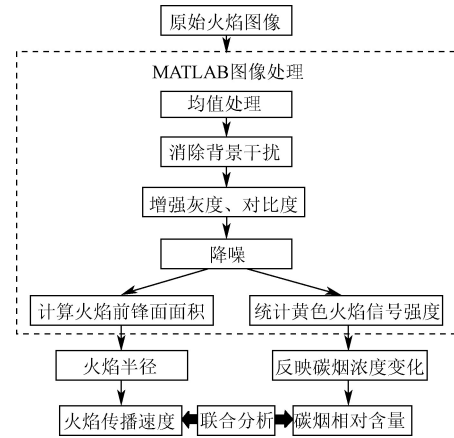 原始火焰图像
MATLAB图像处理
均值处理
消除背景干扰
增强灰度、对比度
降噪
计算火焰前锋面面积
统计黄色火焰信号强度
火焰半径
反映碳烟浓度变化
火焰传播速度
联合分析
碳烟相对含量